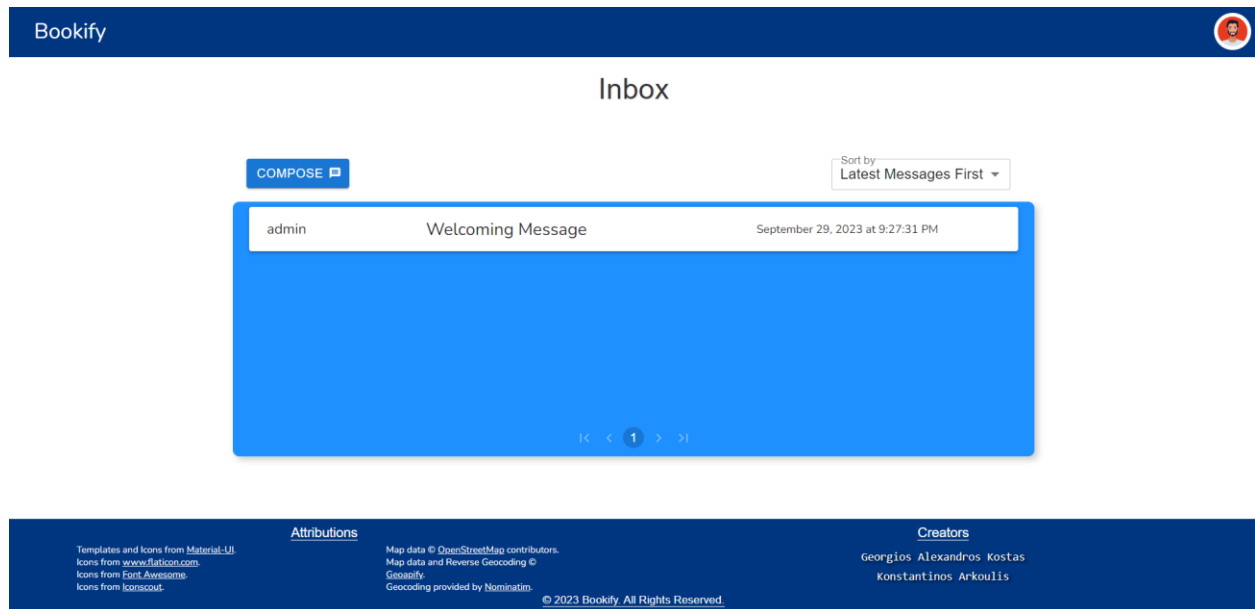 Bookify
Inbox
COMPOSE
Sort by
Latest Messages First
admin Welcoming Message September 29, 2023 at 9:27:31 PM
1
Attributions
Templates and Icons from Material-UI.
Icons from www.flaticon.com.
Icons from Font Awesome.
Icons from Iconscout.
Map data © OpenStreetMap contributors.
Map data and Reverse Geocoding ©
Geoapify.
Geocoding provided by Nominatim.
Creators
Georgios Alexandros Kostas
Konstantinos Arkoulis
© 2023 Bookify. All Rights Reserved.